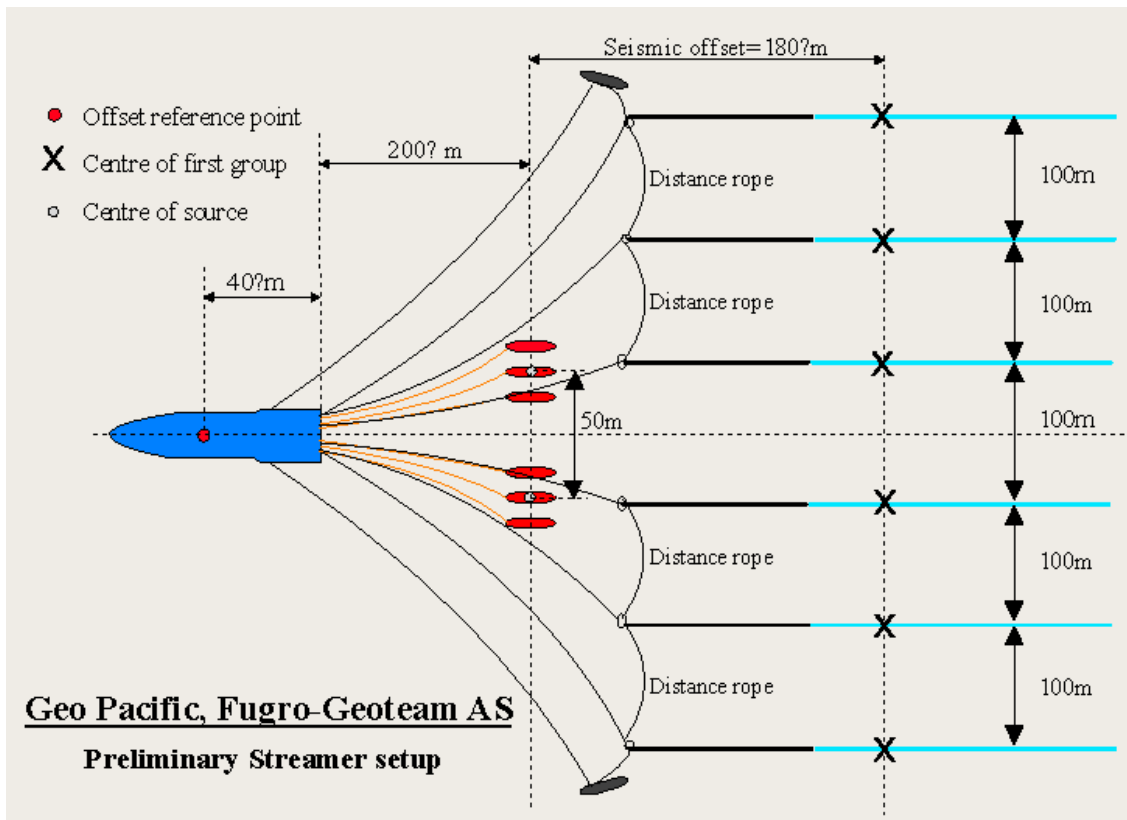 Seismic offset=180?m
Offset reference point
Centre of first group
Centre of source
200? m
40?m
Distance rope
100m
Distance rope
100m
50m
100m
Distance rope
100m
Distance rope
100m
Geo Pacific, Fugro-Geoteam AS
Preliminary Streamer setup